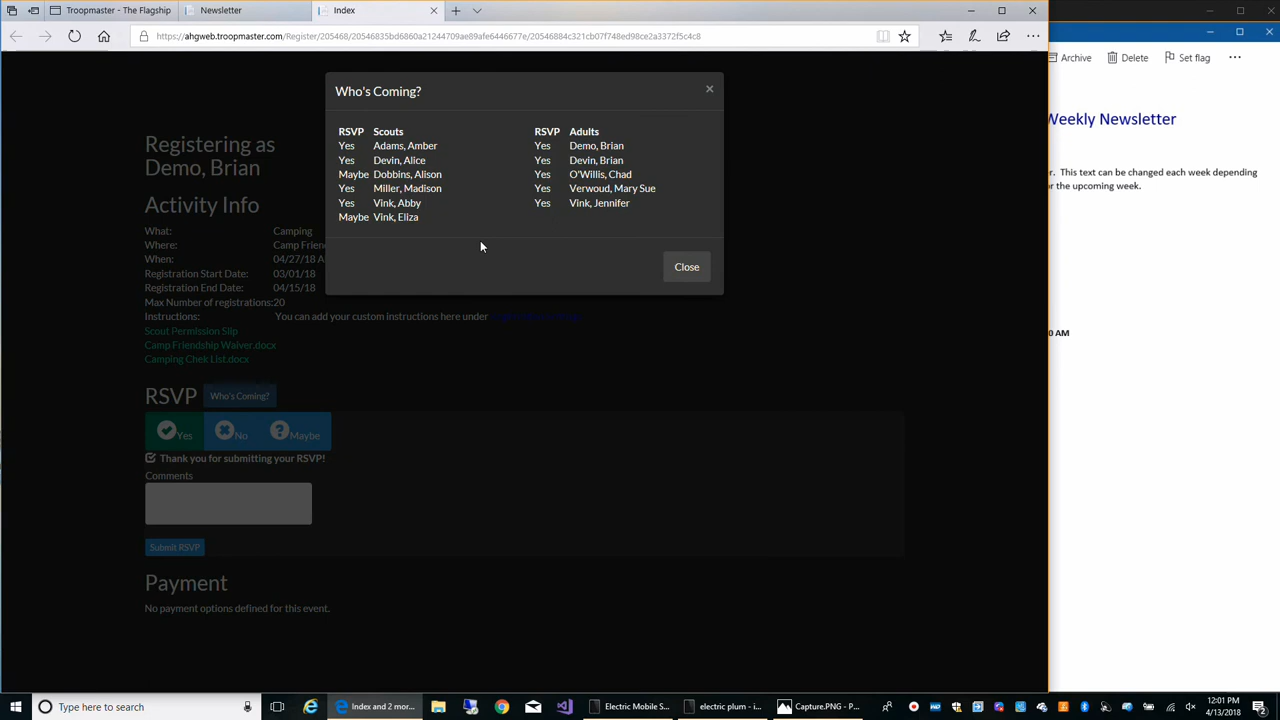 Troopmaster - The Flagship
Newsletter
Index
https://ahgweb.troopmaster.com/Register/205468/20546835bd6860a21244709ae89afe6446677e/20546884c321cb07f748ed98ce2a3372f5c4c8
Archive Delete Set flag
Weekly Newsletter
r. This text can be changed each week depending
or the upcoming week.
0 AM
Who's Coming?
RSVP Scouts RSVP Adults
Yes Adams, Amber Yes Demo, Brian
Yes Devin, Alice Yes Devin, Brian
Maybe Dobbins, Alison Yes O'Willis, Chad
Yes Miller, Madison Yes Verwoud, Mary Sue
Yes Vink, Abby Yes Vink, Jennifer
Maybe Vink, Eliza
Close
Registering as
Demo, Brian
Activity Info
What: Camping
Where: Camp Frien
When: 04/27/18 A
Registration Start Date: 03/01/18
Registration End Date: 04/15/18
Max Number of registrations:20
Instructions: You can add your custom instructions here under
Scout Permission Slip
Camp Friendship Waiver.docx
Camping Chek List.docx
RSVP Who's Coming?
Yes No Maybe
Thank you for submitting your RSVP!
Comments
Submit RSVP
Payment
No payment options defined for this event.
Type here to search
Index and 2 mor...
Electric Mobile S...
electric plum - i...
Capture.PNG - P...
12:01 PM
4/13/2018